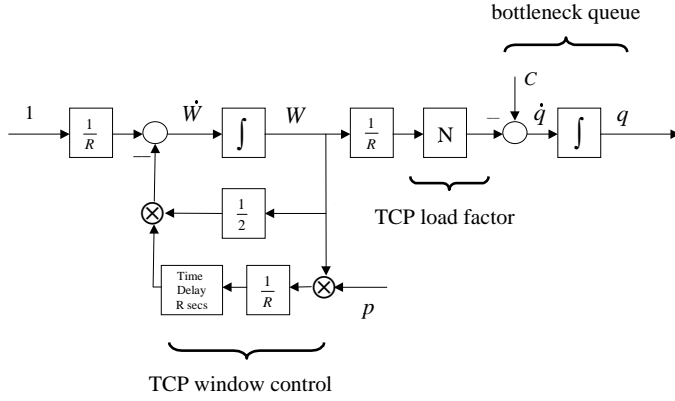 bottleneck queue
C
1
1
R
Ẇ
∫
W
1
R
N
−
q̇
∫
q
—
1
2
TCP load factor
Time
Delay
R secs
1
R
p
TCP window control